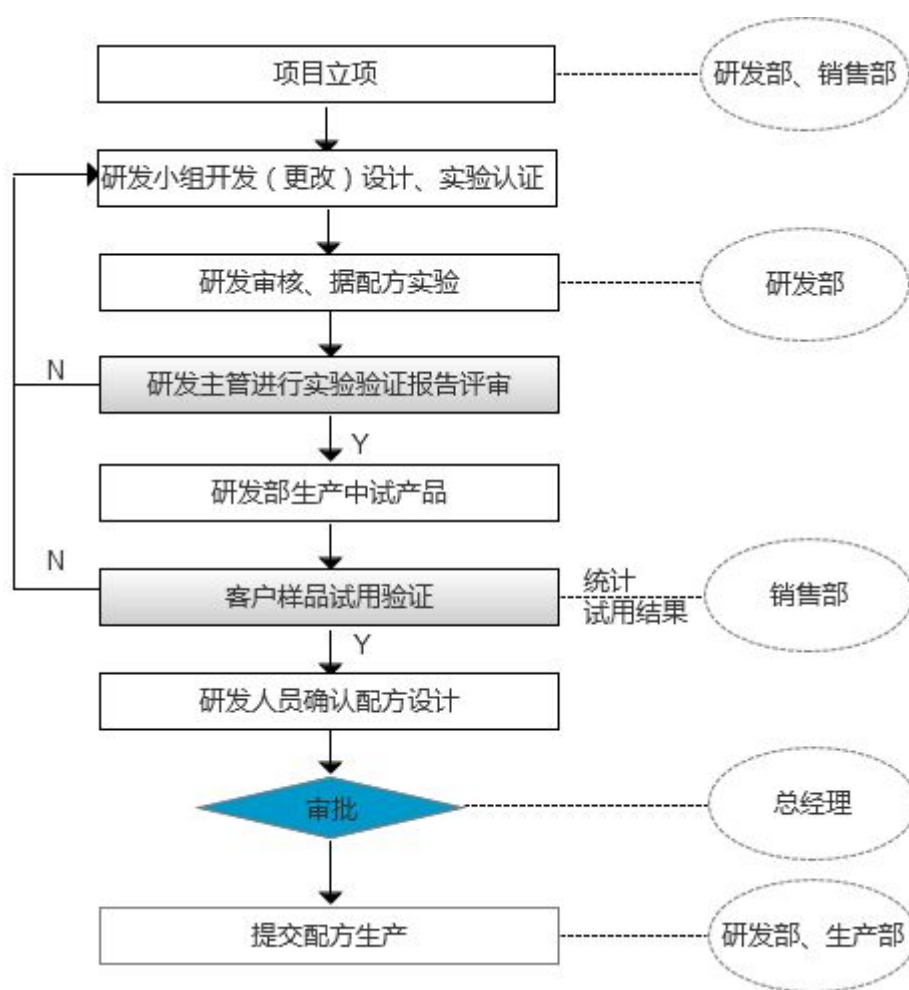 项目立项
研发部、销售部
研发小组开发（更改）设计、实验认证
研发审核、据配方实验
研发部
N
研发主管进行实验验证报告评审
Y
研发部生产中试产品
N
客户样品试用验证
统计
试用结果
销售部
Y
研发人员确认配方设计
审批
总经理
提交配方生产
研发部、生产部